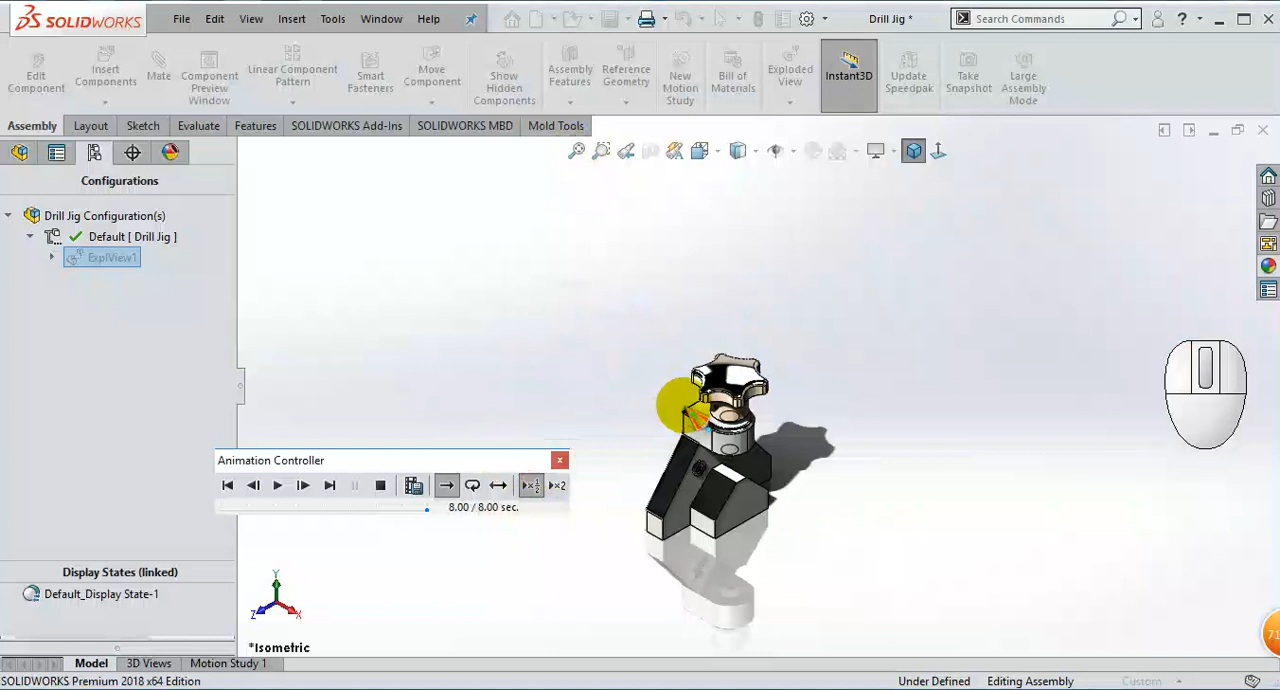 SOLIDWORKS File Edit View Insert Tools Window Help Drill Jig * Search Commands ?
Edit Component
Insert Components
Mate
Component Preview Window
Linear Component Pattern
Smart Fasteners
Move Component
Show Hidden Components
Assembly Features
Reference Geometry
New Motion Study
Bill of Materials
Exploded View
Instant3D
Update Speedpak
Take Snapshot
Large Assembly Mode
Assembly Layout Sketch Evaluate Features SOLIDWORKS Add-Ins SOLIDWORKS MBD Mold Tools
Configurations
Drill Jig Configuration(s)
Default [ Drill Jig ]
ExplView1
Animation Controller
8.00 / 8.00 sec.
Display States (linked)
Default_Display State-1
Y
Z X
*Isometric
71
Model 3D Views Motion Study 1
SOLIDWORKS Premium 2018 x64 Edition Under Defined Editing Assembly Custom